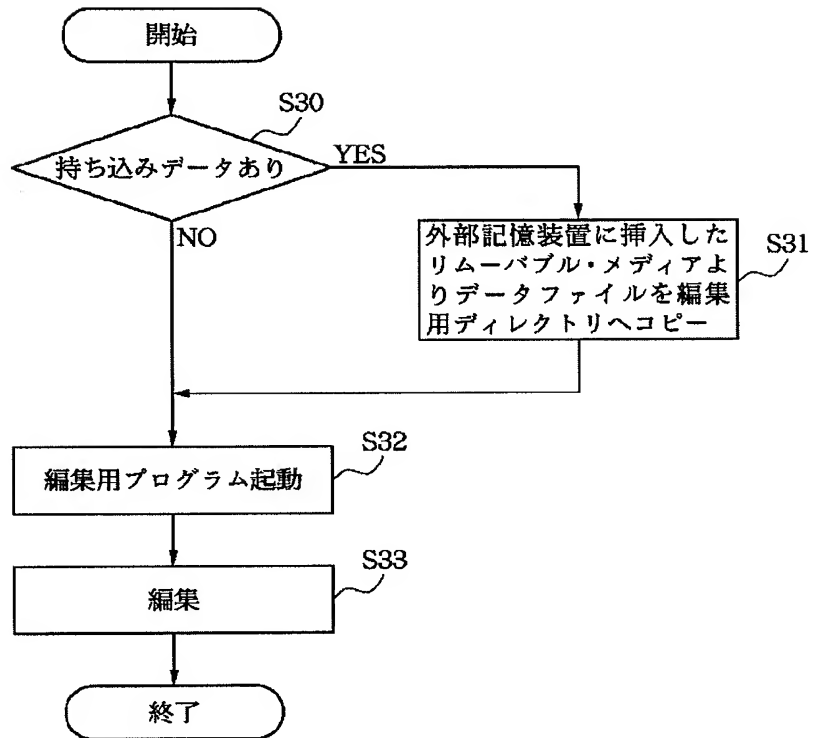 開始
S30
持ち込みデータあり
YES
NO
外部記憶装置に挿入した
リムーバブル・メディアよ
りデータファイルを編集
用ディレクトリへコピー
S31
S32
編集用プログラム起動
S33
編集
終了